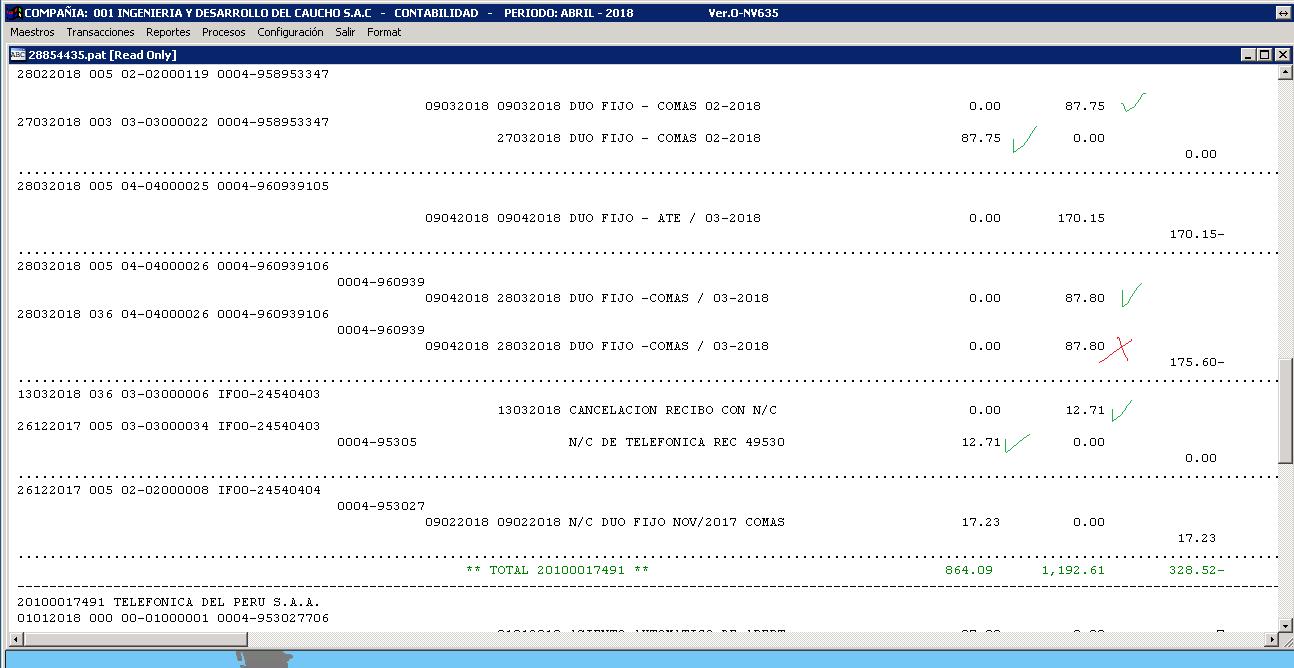 COMPAÑIA: 001 INGENIERIA Y DESARROLLO DEL CAUCHO S.A.C - CONTABILIDAD - PERIODO: ABRIL - 2018 Ver.O-NV635
Maestros Transacciones Reportes Procesos Configuración Salir Format
28854435.pat [Read Only]
28022018 005 02-02000119 0004-958953347
09032018 09032018 DUO FIJO - COMAS 02-2018 0.00 87.75
27032018 003 03-03000022 0004-958953347
27032018 DUO FIJO - COMAS 02-2018 87.75 0.00
0.00
28032018 005 04-04000025 0004-960939105
09042018 09042018 DUO FIJO - ATE / 03-2018 0.00 170.15
170.15-
28032018 005 04-04000026 0004-960939106
0004-960939
09042018 28032018 DUO FIJO -COMAS / 03-2018 0.00 87.80
28032018 036 04-04000026 0004-960939106
0004-960939
09042018 28032018 DUO FIJO -COMAS / 03-2018 0.00 87.80
175.60-
13032018 036 03-03000006 IF00-24540403
13032018 CANCELACION RECIBO CON N/C 0.00 12.71
26122017 005 03-03000034 IF00-24540403
0004-95305 N/C DE TELEFONICA REC 49530 12.71 0.00
0.00
26122017 005 02-02000008 IF00-24540404
0004-953027
09022018 09022018 N/C DUO FIJO NOV/2017 COMAS 17.23 0.00
17.23
** TOTAL 20100017491 ** 864.09 1,192.61 328.52-
20100017491 TELEFONICA DEL PERU S.A.A.
01012018 000 00-01000001 0004-953027706